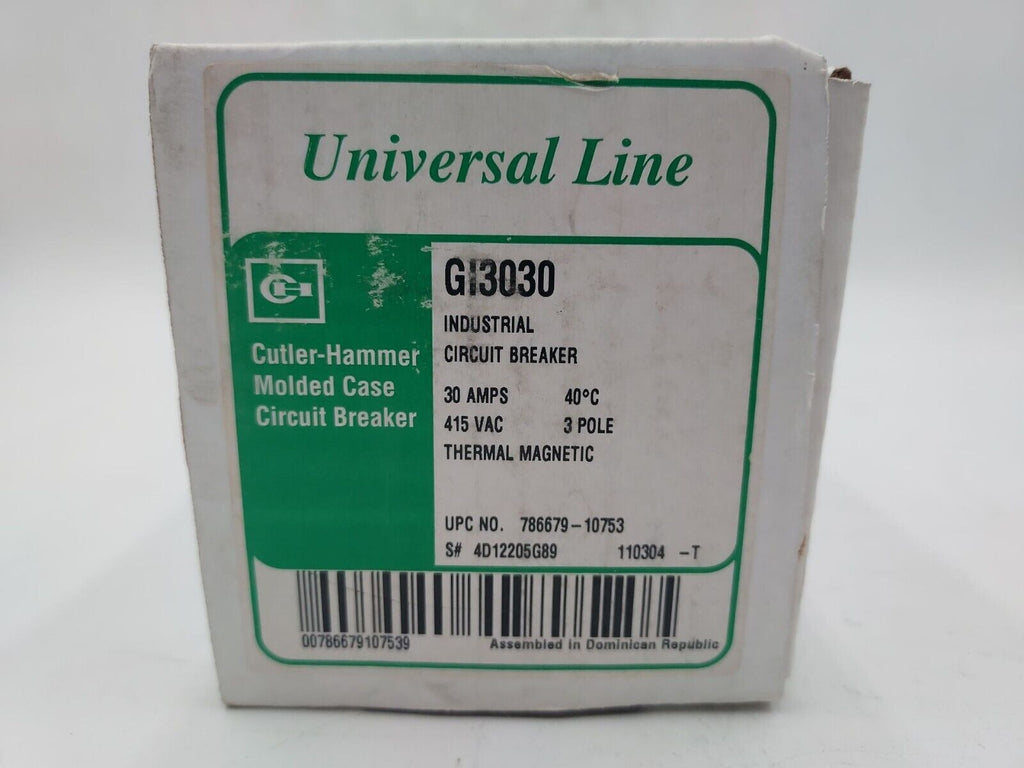 Universal Line
CH
Cutler-Hammer
Molded Case
Circuit Breaker
GI3030
INDUSTRIAL
CIRCUIT BREAKER
30 AMPS 40°C
415 VAC 3 POLE
THERMAL MAGNETIC
UPC NO. 786679-10753
S# 4D12205G89 110304 -T
00786679107539 Assembled in Dominican Republic